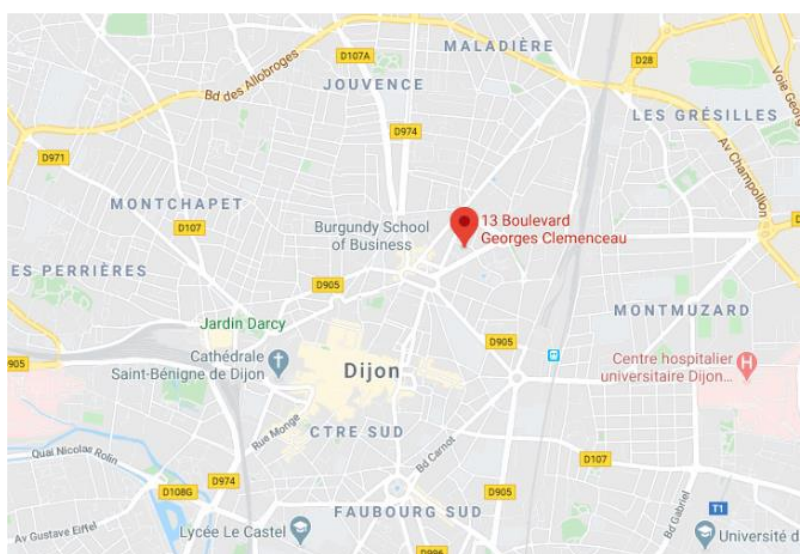 MALADIÈRE
D107A
D28
Bd des Allobroges
JOUVENCE
Voie Georg
LES GRÉSILLES
D974
Av Champollion
D971
MONTCHAPET
D107
Burgundy School
of Business
13 Boulevard
Georges Clemenceau
ES PERRIÈRES
D905
MONTMUZARD
Jardin Darcy
D905
D905
Cathédrale
Saint-Bénigne de Dijon
Dijon
Centre hospitalier
universitaire Dijon...
H
Rue Monge
CTRE SUD
Bd Carnot
Quai Nicolas Rolin
D107
D974
D108G
D905
Bd Gabriel
T1
FAUBOURG SUD
Av Gustave Eiffel
Lycée Le Castel
Université d
D996